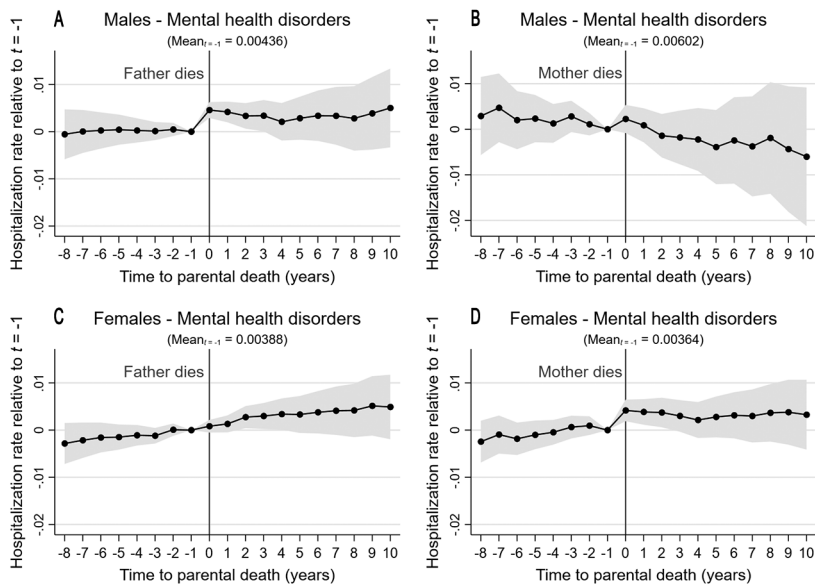 A Males - Mental health disorders
(Mean t = -1 = 0.00436)
Father dies
Hospitalization rate relative to t = -1
.01
0
-.01
-.02
-8 -7 -6 -5 -4 -3 -2 -1 0 1 2 3 4 5 6 7 8 9 10
Time to parental death (years)
B Males - Mental health disorders
(Mean t = -1 = 0.00602)
Mother dies
Hospitalization rate relative to t = -1
.01
0
-.01
-.02
-8 -7 -6 -5 -4 -3 -2 -1 0 1 2 3 4 5 6 7 8 9 10
Time to parental death (years)
C Females - Mental health disorders
(Mean t = -1 = 0.00388)
Father dies
Hospitalization rate relative to t = -1
.01
0
-.01
-.02
-8 -7 -6 -5 -4 -3 -2 -1 0 1 2 3 4 5 6 7 8 9 10
Time to parental death (years)
D Females - Mental health disorders
(Mean t = -1 = 0.00364)
Mother dies
Hospitalization rate relative to t = -1
.01
0
-.01
-.02
-8 -7 -6 -5 -4 -3 -2 -1 0 1 2 3 4 5 6 7 8 9 10
Time to parental death (years)